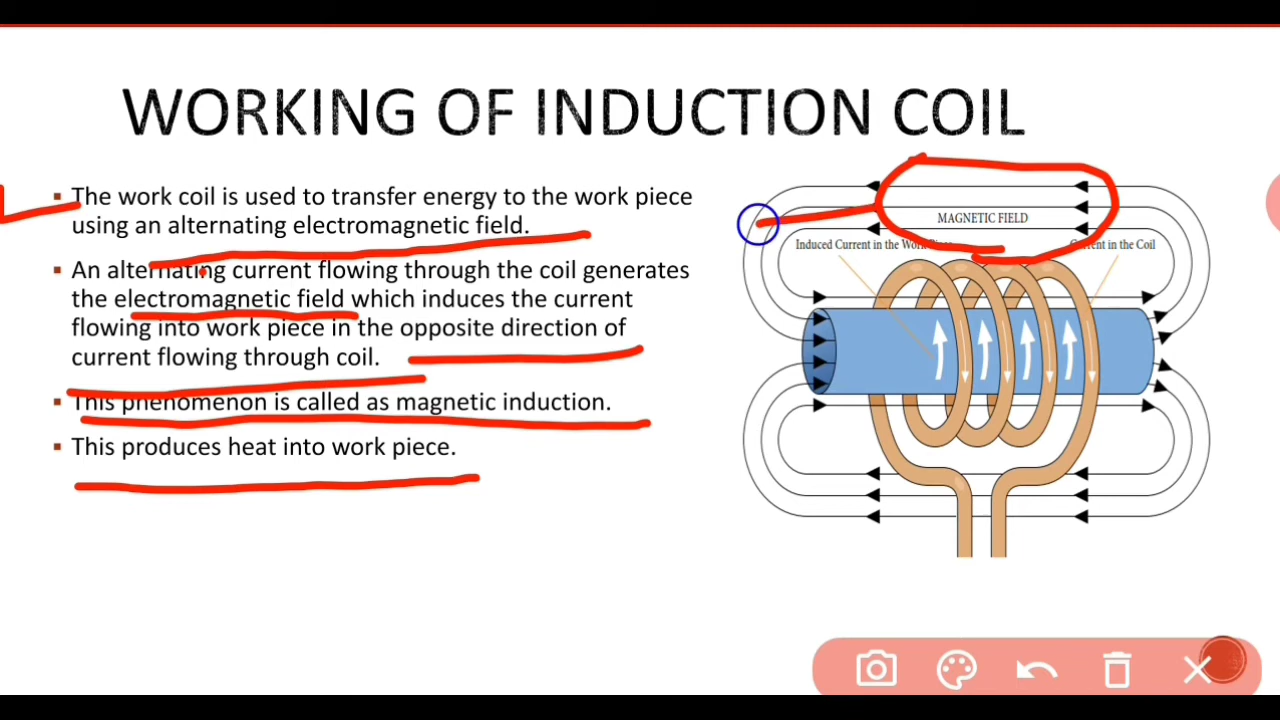 WORKING OF INDUCTION COIL
The work coil is used to transfer energy to the work piece
using an alternating electromagnetic field.
An alternating current flowing through the coil generates
the electromagnetic field which induces the current
flowing into work piece in the opposite direction of
current flowing through coil.
This phenomenon is called as magnetic induction.
This produces heat into work piece.
MAGNETIC FIELD
Induced Current in the Work
Current in the Coil